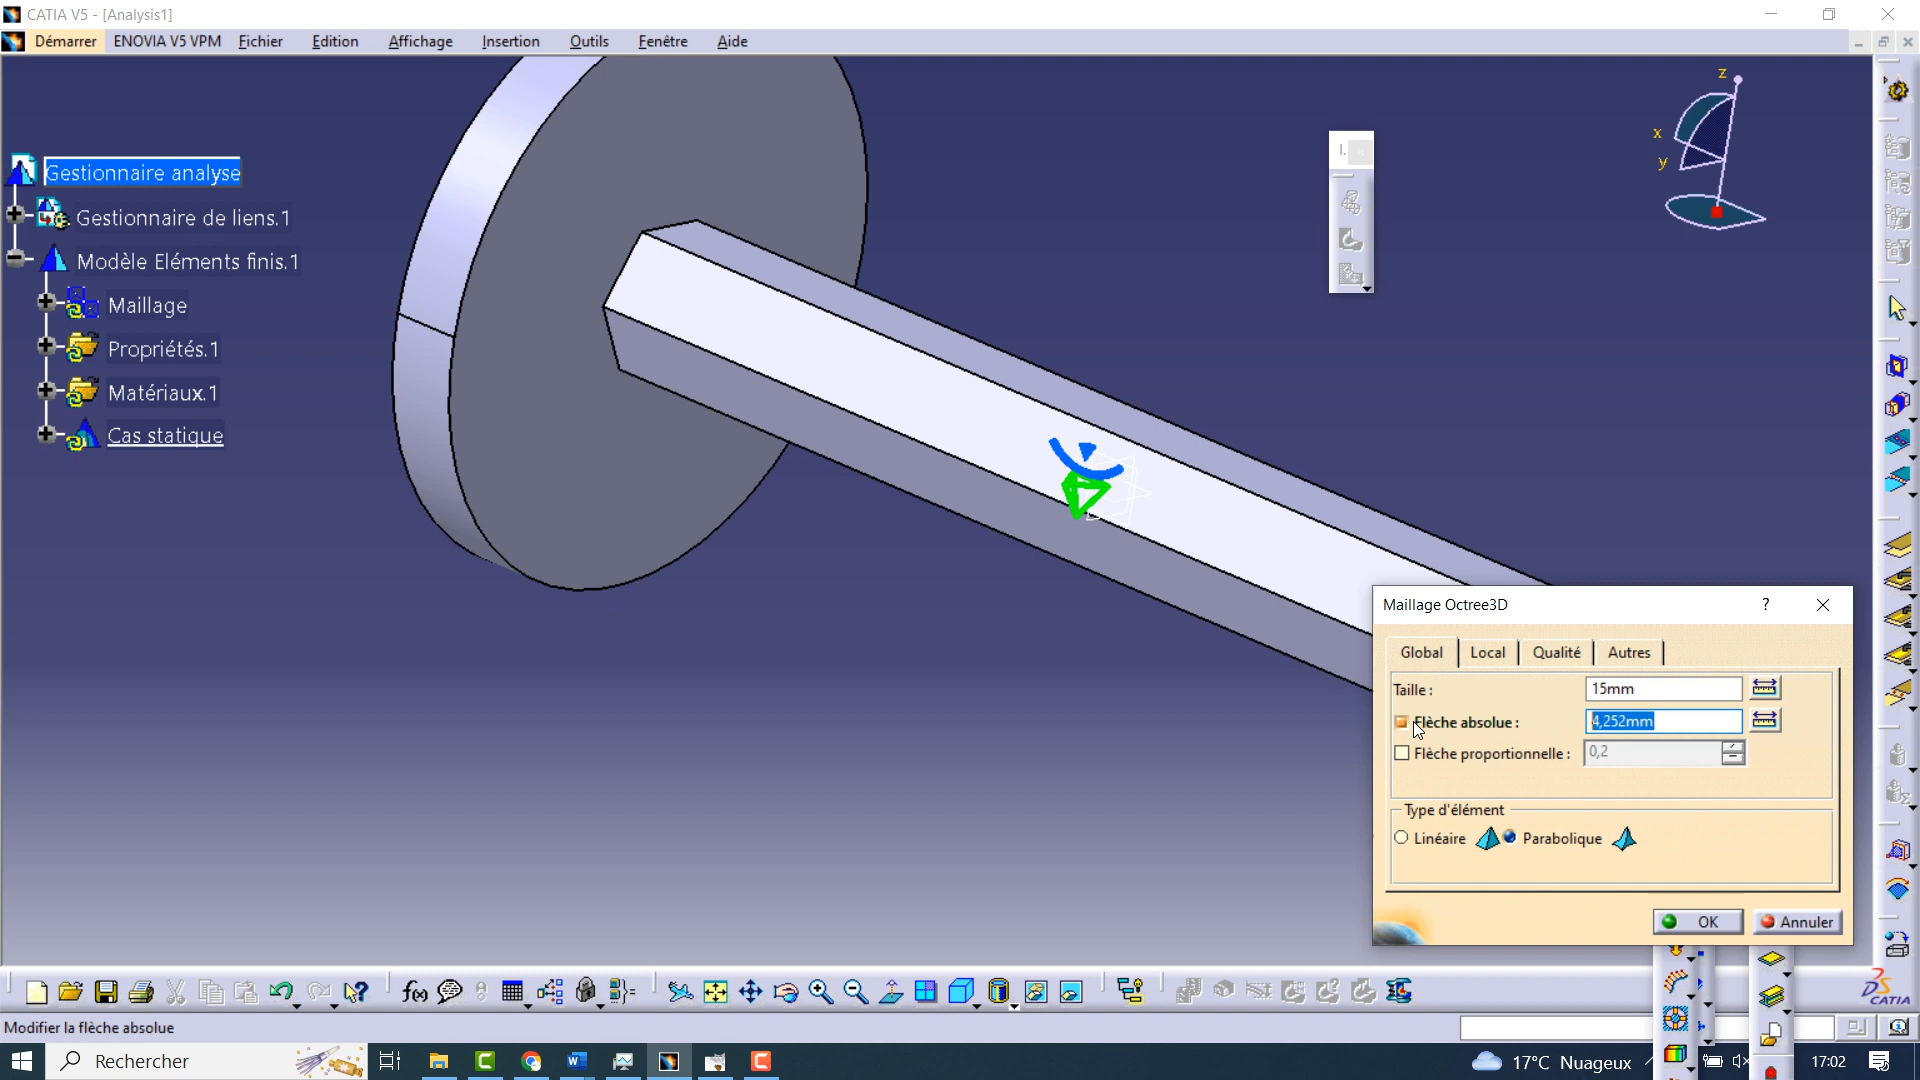 CATIA V5 - [Analysis1]
Démarrer ENOVIA V5 VPM Fichier Edition Affichage Insertion Outils Fenêtre Aide
z
x
y
I.
Gestionnaire analyse
Gestionnaire de liens.1
Modèle Eléments finis.1
Maillage
Propriétés.1
Matériaux.1
Cas statique
Maillage Octree3D ?
Global Local Qualité Autres
Taille : 15mm
Flèche absolue : 4,252mm
Flèche proportionnelle : 0,2
Type d'élément
Linéaire Parabolique
OK Annuler
f(x)
CATIA
Modifier la flèche absolue
Rechercher
17°C Nuageux 17:02